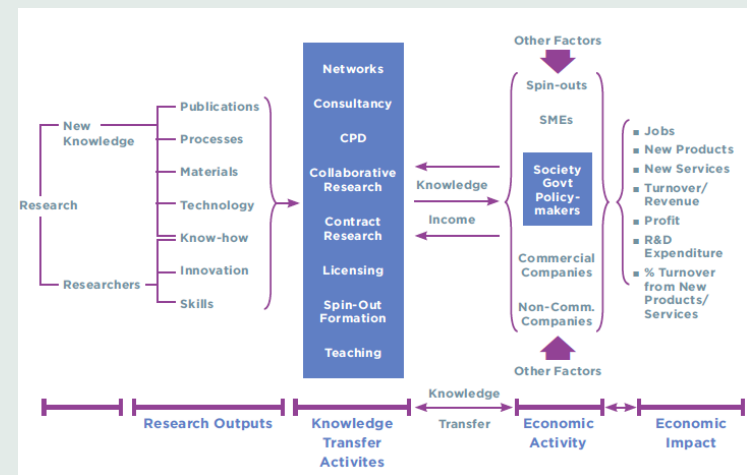 Research
New
Knowledge
Researchers
Publications
Processes
Materials
Technology
Know-how
Innovation
Skills
Networks
Consultancy
CPD
Collaborative
Research
Contract
Research
Licensing
Spin-Out
Formation
Teaching
Knowledge
Income
Other Factors
Spin-outs
SMEs
Society
Govt
Policy-
makers
Commercial
Companies
Non-Comm.
Companies
Other Factors
Jobs
New Products
New Services
Turnover/
Revenue
Profit
R&D
Expenditure
% Turnover
from New
Products/
Services
Research Outputs
Knowledge
Transfer
Activites
Knowledge
Transfer
Economic
Activity
Economic
Impact